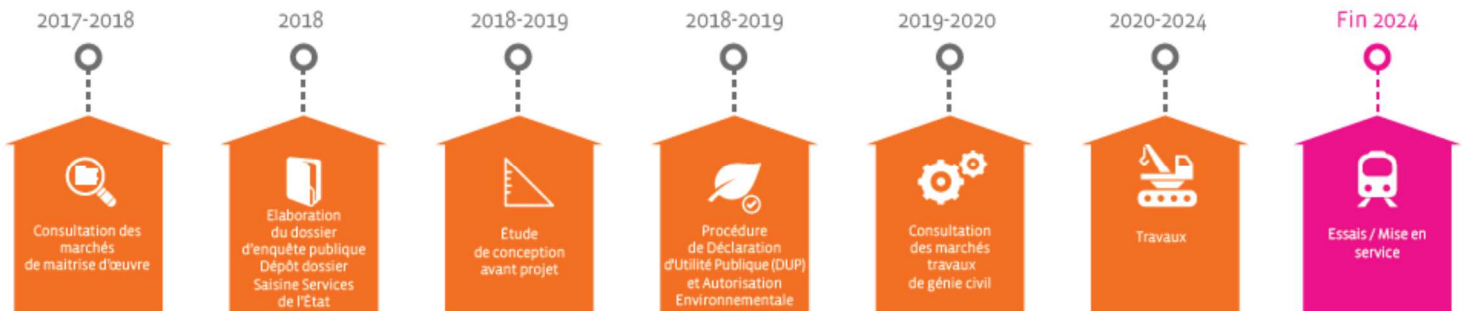 2017-2018
Consultation des
marchés
de maitrise d'œuvre
2018
Elaboration
du dossier
d'enquête publique
Dépôt dossier
Saisine Services
de l'État
2018-2019
Étude
de conception
avant projet
2018-2019
Procédure
de Déclaration
d'Utilité Publique (DUP)
et Autorisation
Environnementale
2019-2020
Consultation
des marchés
travaux
de génie civil
2020-2024
Travaux
Fin 2024
Essais / Mise en
service